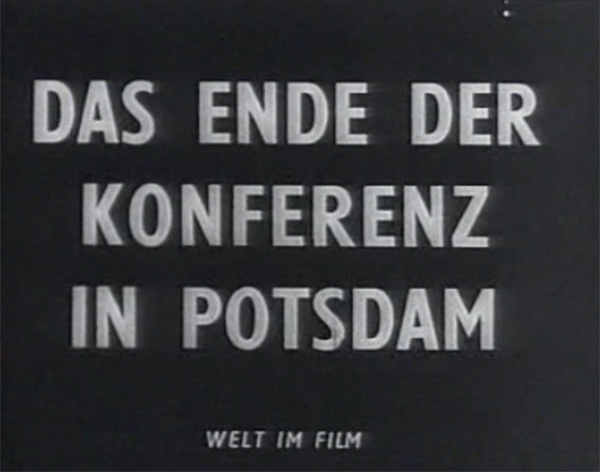 DAS ENDE DER
KONFERENZ
IN POTSDAM
WELT IM FILM